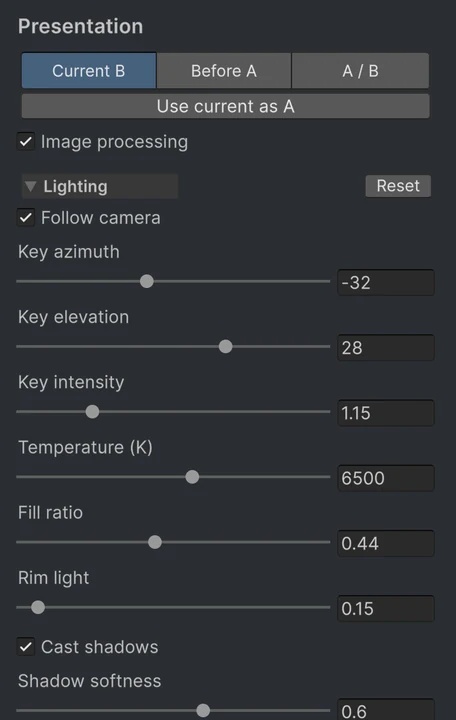 Presentation
Current B Before A A / B
Use current as A
Image processing
Lighting Reset
Follow camera
Key azimuth
-32
Key elevation
28
Key intensity
1.15
Temperature (K)
6500
Fill ratio
0.44
Rim light
0.15
Cast shadows
Shadow softness
0.6